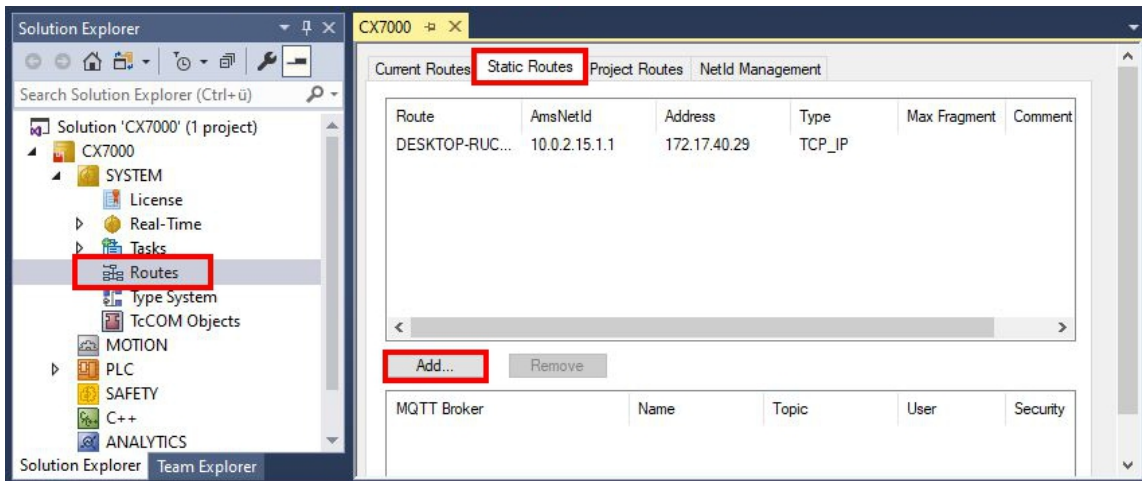 Solution Explorer
Search Solution Explorer (Ctrl+ü)
Solution 'CX7000' (1 project)
CX7000
SYSTEM
License
Real-Time
Tasks
Routes
Type System
TcCOM Objects
MOTION
PLC
SAFETY
C++
ANALYTICS
Solution Explorer Team Explorer
CX7000
Current Routes Static Routes Project Routes NetId Management
Route AmsNetId Address Type Max Fragment Comment
DESKTOP-RUC... 10.0.2.15.1.1 172.17.40.29 TCP_IP
Add... Remove
MQTT Broker Name Topic User Security